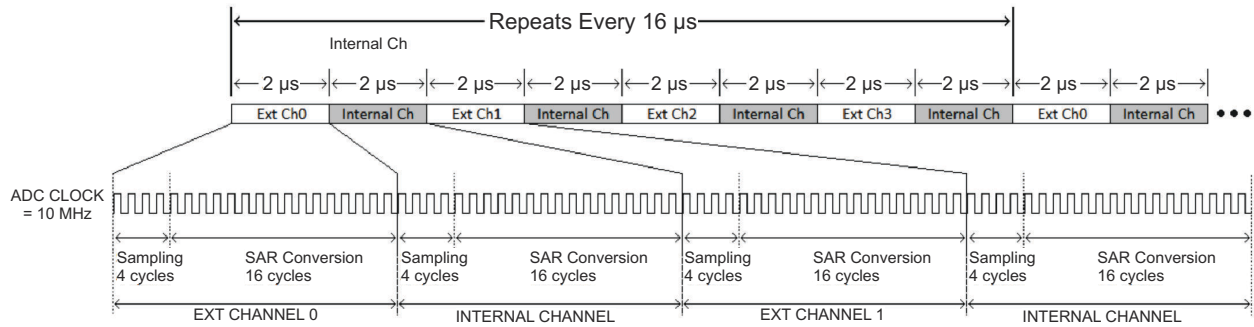 Repeats Every 16 µs
Internal Ch
2 µs 2 µs 2 µs 2 µs 2 µs 2 µs 2 µs 2 µs 2 µs 2 µs
Ext Ch0 Internal Ch Ext Ch1 Internal Ch Ext Ch2 Internal Ch Ext Ch3 Internal Ch Ext Ch0 Internal Ch
ADC CLOCK
= 10 MHz
Sampling SAR Conversion Sampling SAR Conversion Sampling SAR Conversion Sampling SAR Conversion
4 cycles 16 cycles 4 cycles 16 cycles 4 cycles 16 cycles 4 cycles 16 cycles
EXT CHANNEL 0 INTERNAL CHANNEL EXT CHANNEL 1 INTERNAL CHANNEL